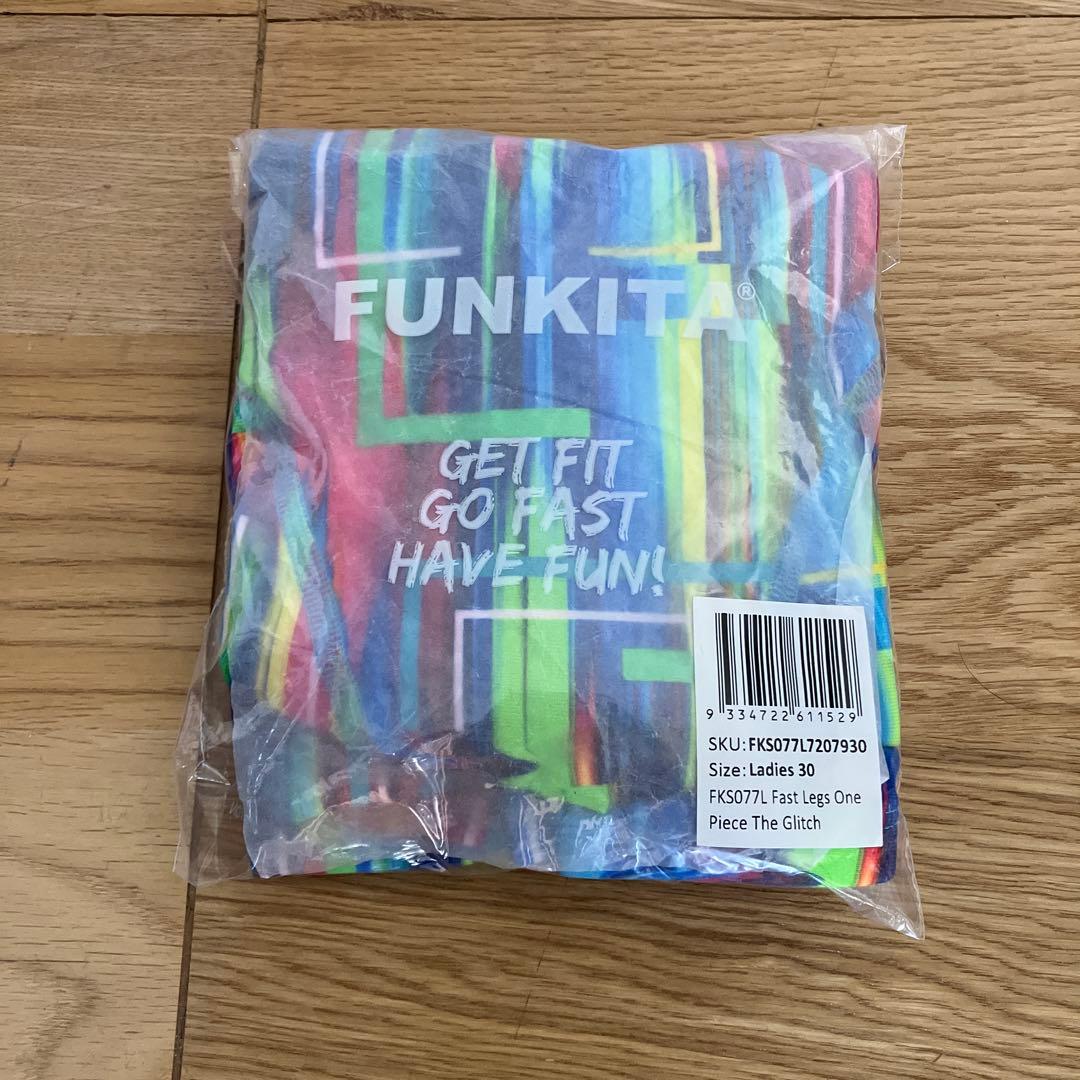 FUNKITA®
GET FIT
GO FAST
HAVE FUN!
9 334722 611529
SKU: FKS077L7207930
Size: Ladies 30
FKS077L Fast Legs One
Piece The Glitch